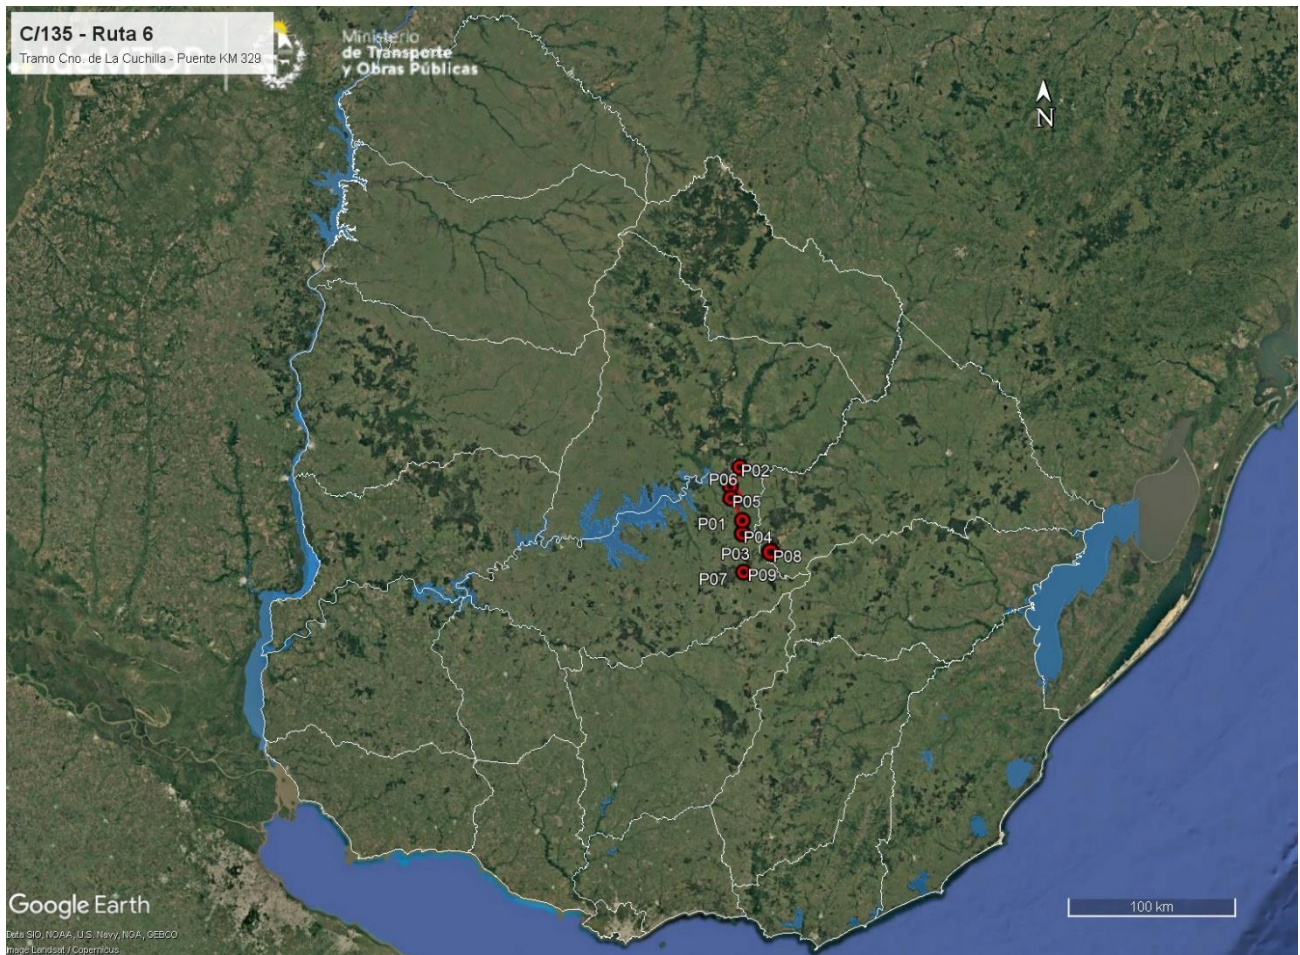 C/135 - Ruta 6
Tramo Cno. de La Cuchilla - Puente KM 329
Ministerio
de Transporte
y Obras Públicas
N
P02
P06
P05
P01
P04
P03
P08
P07
P09
100 km
Google Earth
Data SIO, NOAA, U.S. Navy, NGA, GEBCO
Image Landsat / Copernicus